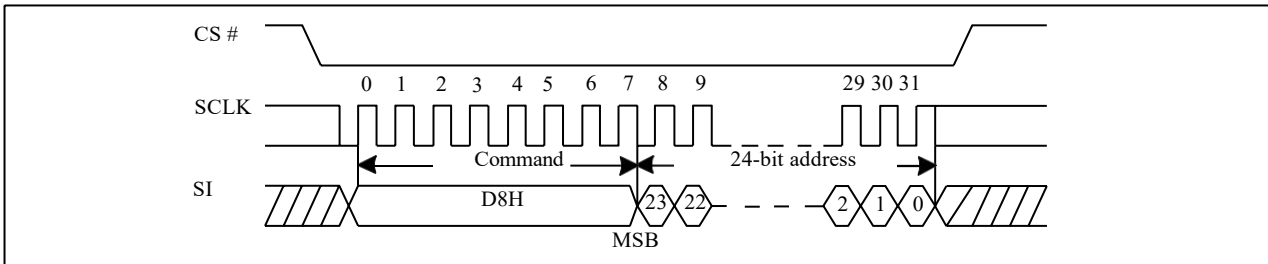 CS #
0 1 2 3 4 5 6 7 8 9 29 30 31
SCLK
Command 24-bit address
SI D8H 23 22 2 1 0
MSB